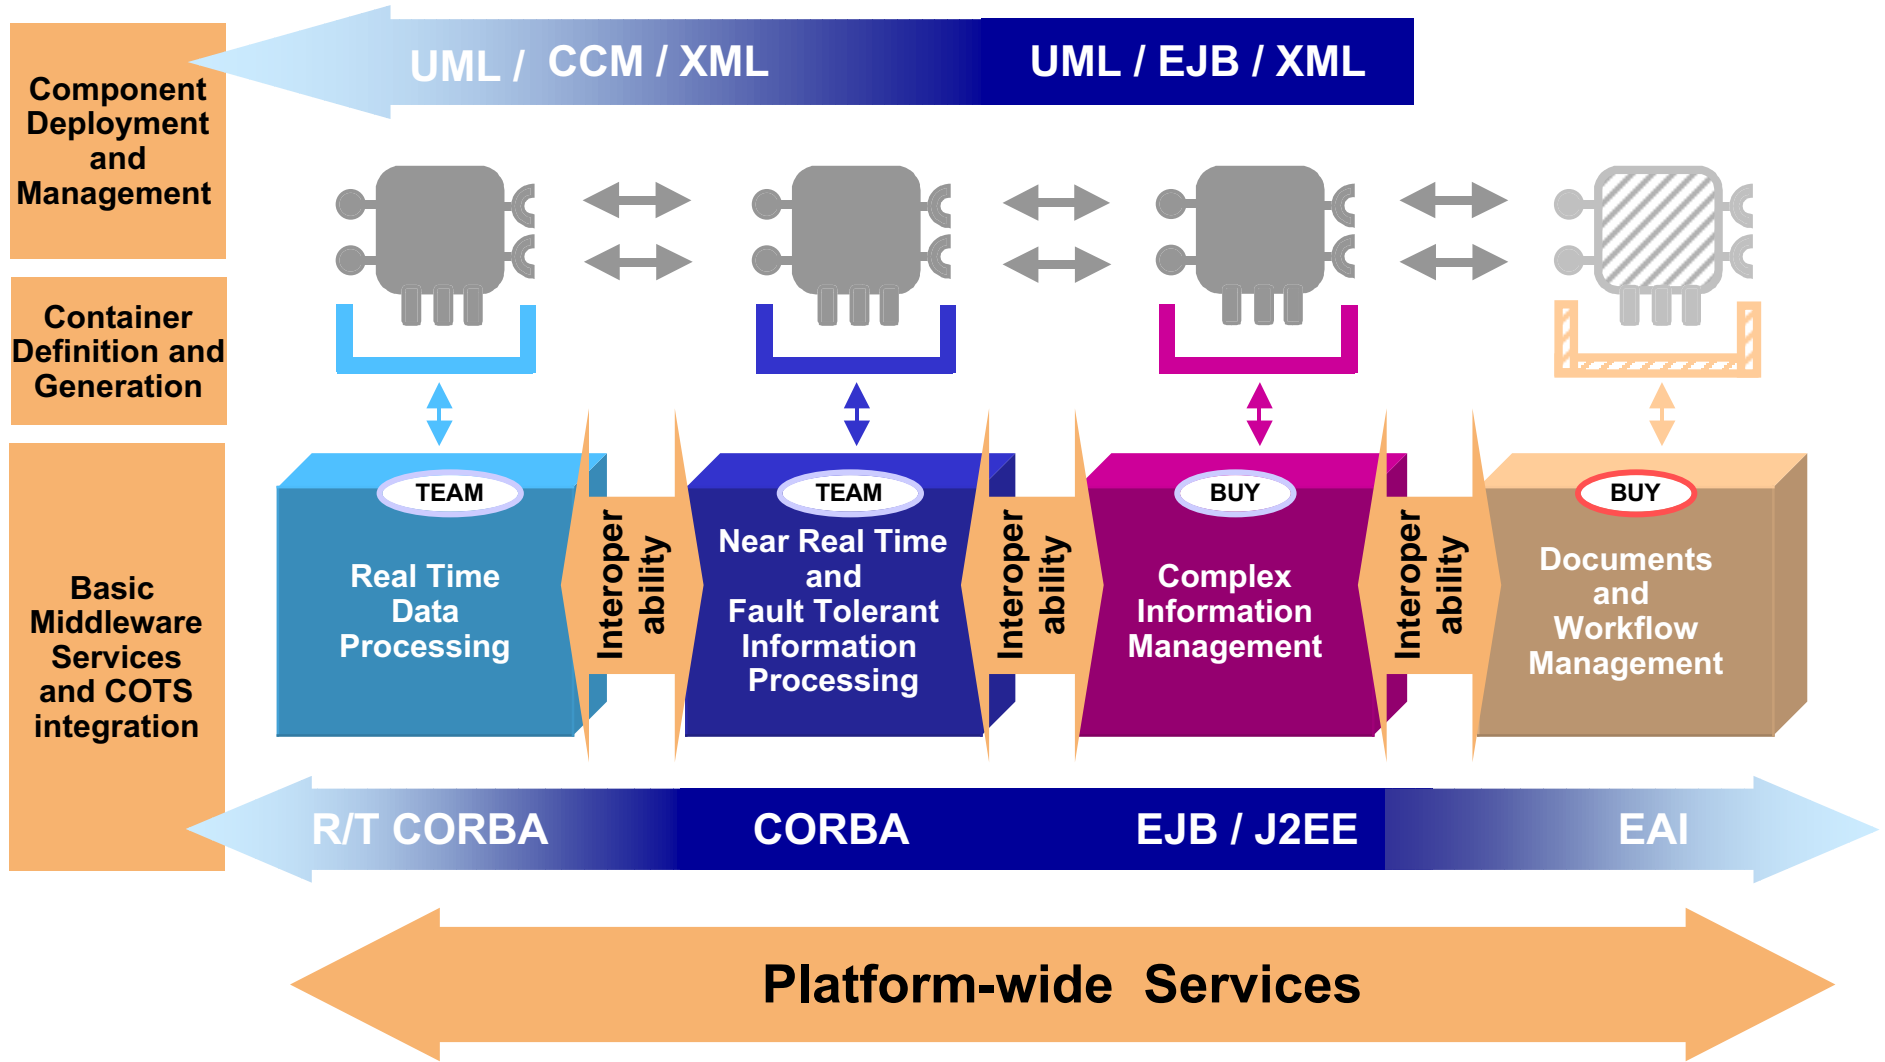 UML / CCM / XML
UML / EJB / XML
Component
Deployment
and
Management
Container
Definition and
Generation
Basic
Middleware
Services
and COTS
integration
TEAM
Real Time
Data
Processing
Interoper
ability
TEAM
Near Real Time
and
Fault Tolerant
Information
Processing
Interoper
ability
BUY
Complex
Information
Management
Interoper
ability
BUY
Documents
and
Workflow
Management
R/T CORBA
CORBA
EJB / J2EE
EAI
Platform-wide Services